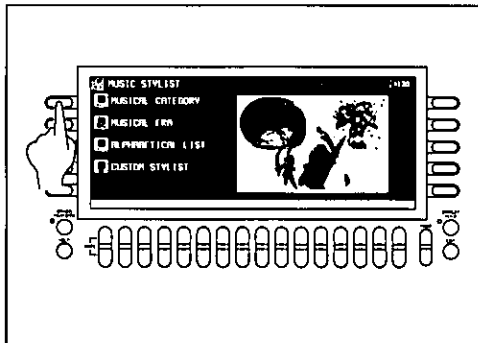 MUSIC STYLIST
MUSICAL CATEGORY
MUSICAL ERA
ALPHABETICAL LIST
CUSTOM STYLIST